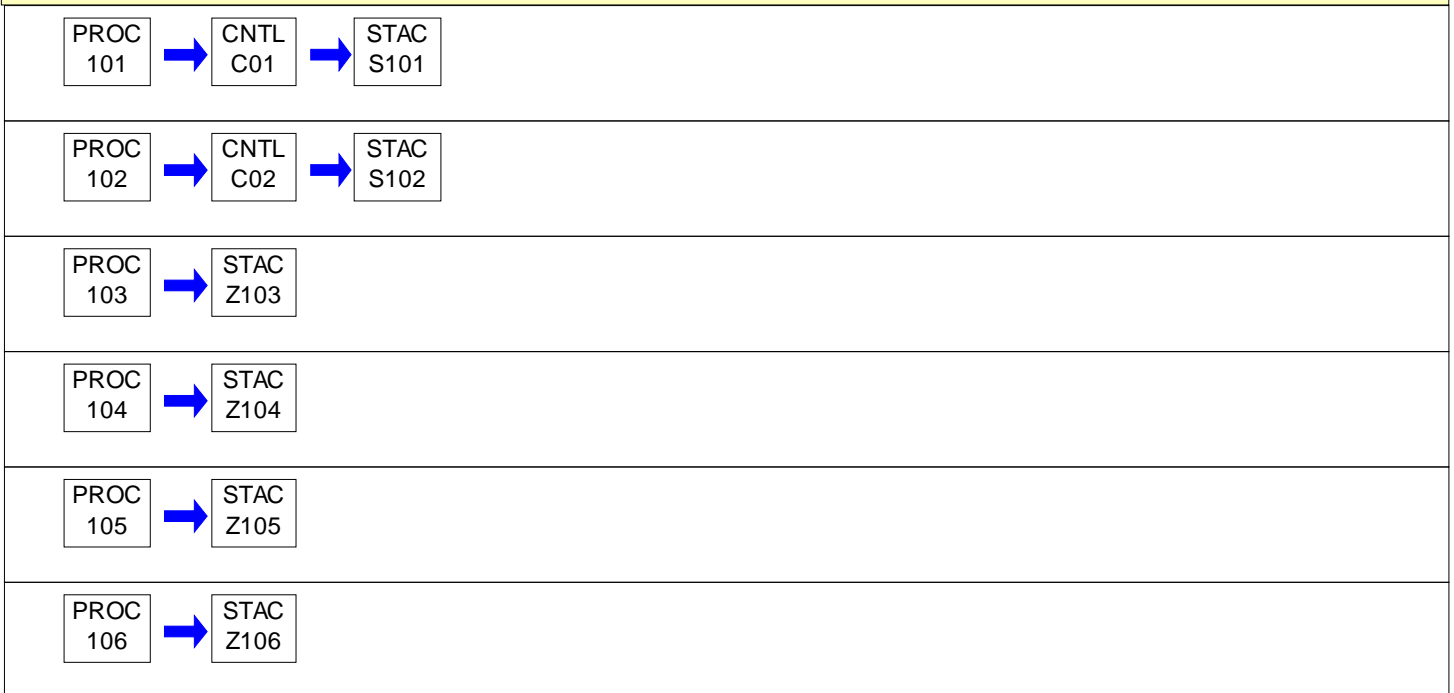 PROC CNTL STAC
101 C01 S101
PROC CNTL STAC
102 C02 S102
PROC STAC
103 Z103
PROC STAC
104 Z104
PROC STAC
105 Z105
PROC STAC
106 Z106